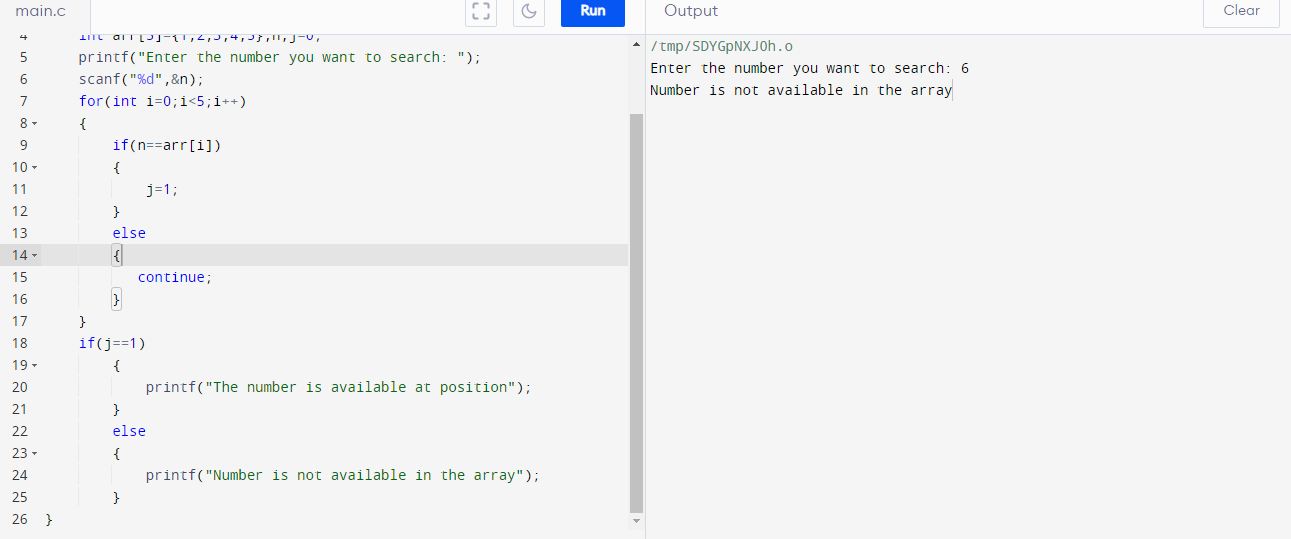 main.c
Run
Output
Clear
4 int arr[5]={1,2,3,4,5},n,j=0;
5 printf("Enter the number you want to search: ");
6 scanf("%d",&n);
7 for(int i=0;i<5;i++)
8 {
9 if(n==arr[i])
10 {
11 j=1;
12 }
13 else
14 {
15 continue;
16 }
17 }
18 if(j==1)
19 {
20 printf("The number is available at position");
21 }
22 else
23 {
24 printf("Number is not available in the array");
25 }
26 }
/tmp/SDYGpNXJOh.o
Enter the number you want to search: 6
Number is not available in the array